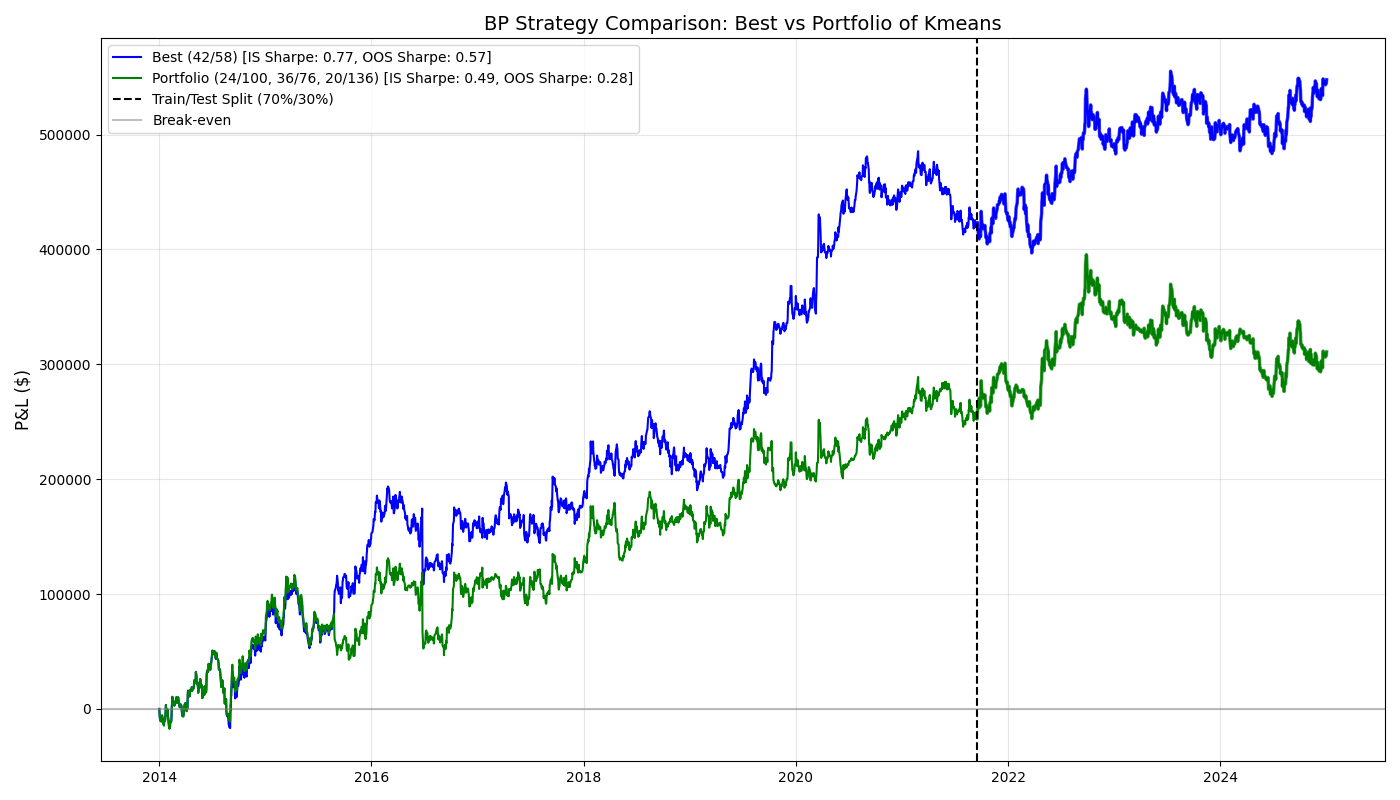 BP Strategy Comparison: Best vs Portfolio of Kmeans
Best (42/58) [IS Sharpe: 0.77, OOS Sharpe: 0.57]
Portfolio (24/100, 36/76, 20/136) [IS Sharpe: 0.49, OOS Sharpe: 0.28]
Train/Test Split (70%/30%)
Break-even
P&L ($)
500000
400000
300000
200000
100000
0
2014 2016 2018 2020 2022 2024